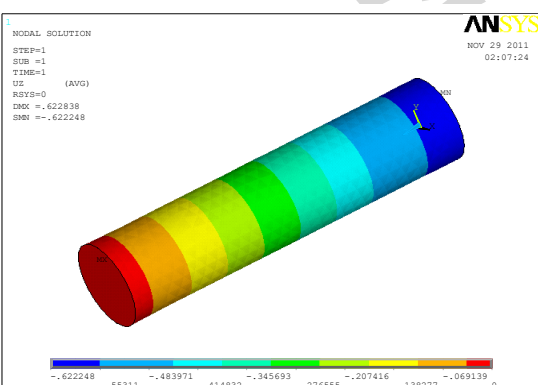 1
NODAL SOLUTION
ANSYS
STEP=1
SUB =1
TIME=1
UZ (AVG)
RSYS=0
DMX =.622838
SMN =-.622248
NOV 29 2011
02:07:24
MN
Y
MX
-.622248 -.483971 -.345693 -.207416 -.069139
0